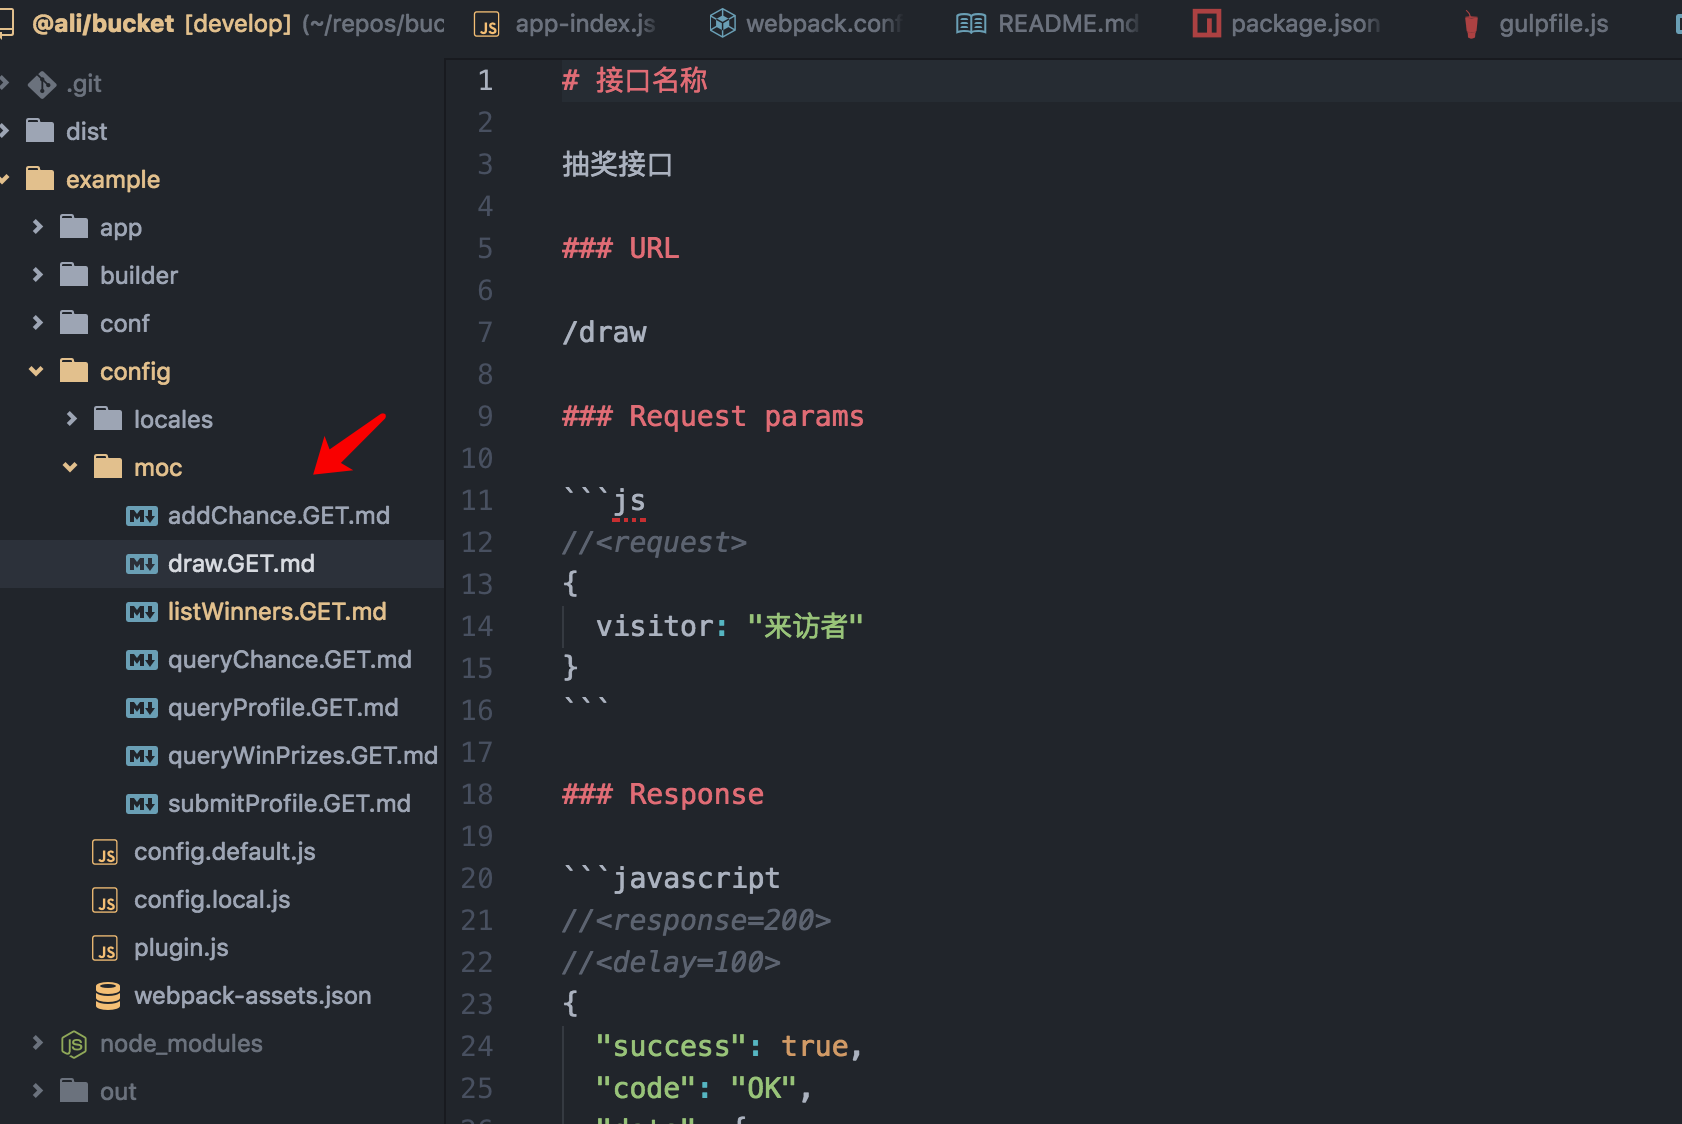 @ali/bucket [develop] (~/repos/buc
app-index.js
webpack.conf
README.md
package.json
gulpfile.js
.git
dist
example
app
builder
conf
config
locales
moc
addChance.GET.md
draw.GET.md
listWinners.GET.md
queryChance.GET.md
queryProfile.GET.md
queryWinPrizes.GET.md
submitProfile.GET.md
config.default.js
config.local.js
plugin.js
webpack-assets.json
node_modules
out
1 # 接口名称
2
3 抽奖接口
4
5 ### URL
6
7 /draw
8
9 ### Request params
10
11 ```js
12 //<request>
13 {
14 visitor: "来访者"
15 }
16 ```
17
18 ### Response
19
20 ```javascript
21 //<response=200>
22 //<delay=100>
23 {
24 "success": true,
25 "code": "OK",